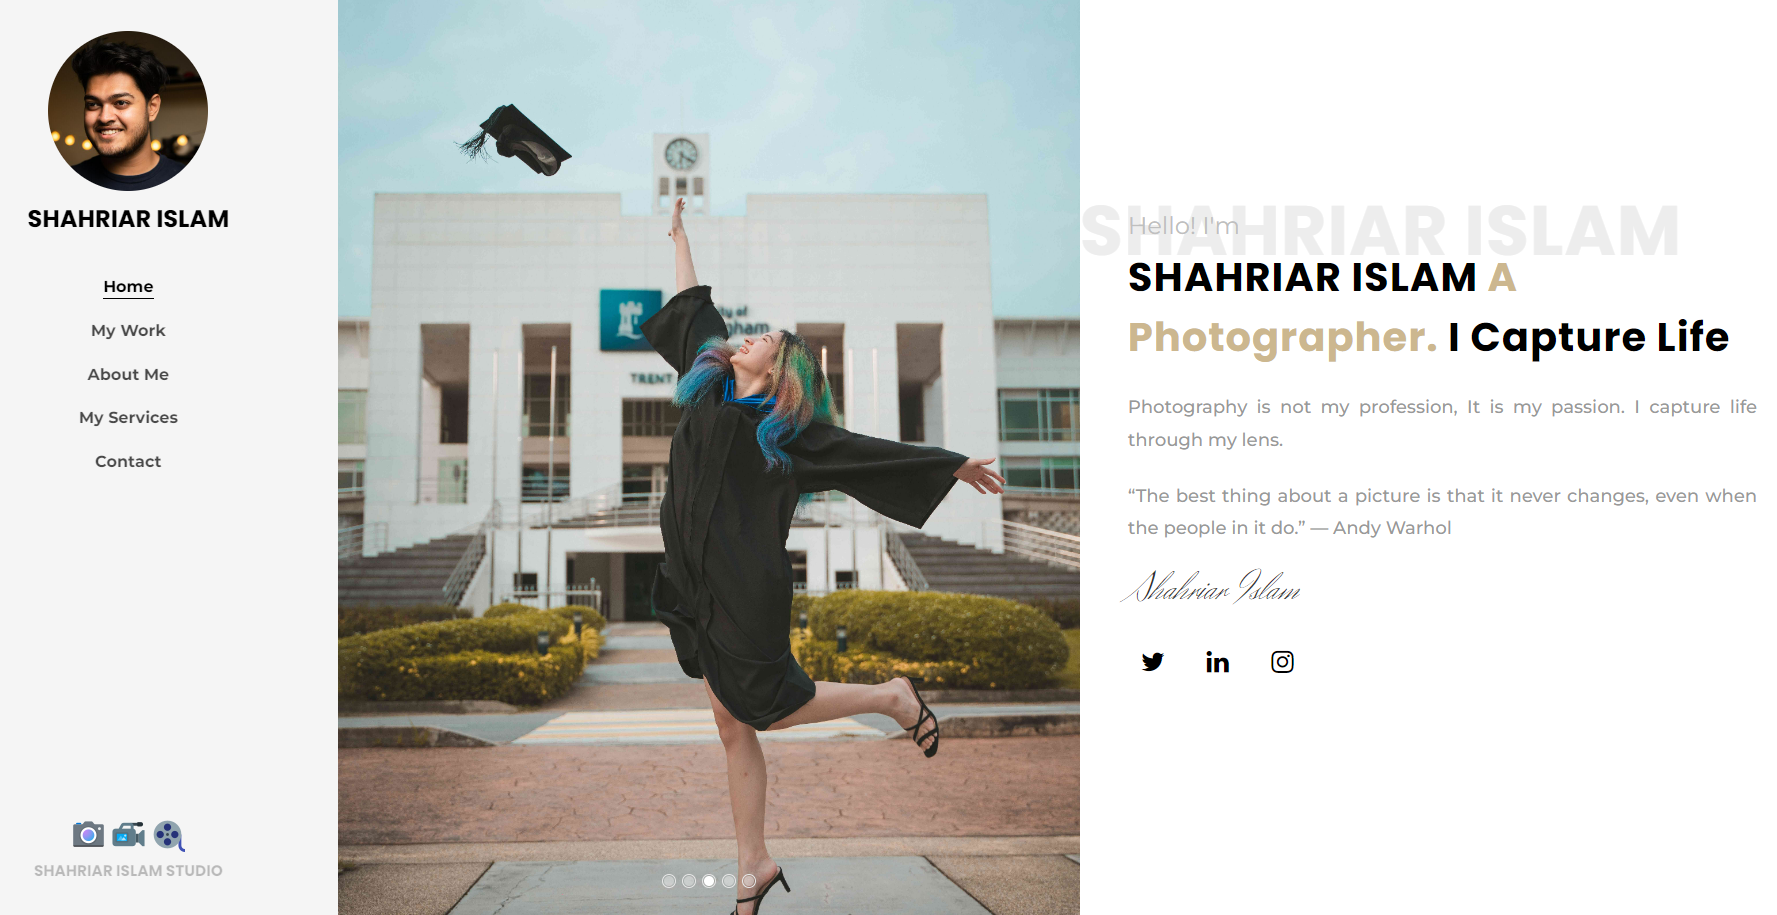 SHAHRIAR ISLAM
Home
My Work
About Me
My Services
Contact
SHAHRIAR ISLAM STUDIO
TRENT
SHAHRIAR ISLAM
Hello! I'm
SHAHRIAR ISLAM A
Photographer. I Capture Life
Photography is not my profession, It is my passion. I capture life
through my lens.
“The best thing about a picture is that it never changes, even when
the people in it do.” — Andy Warhol
Shahriar Islam